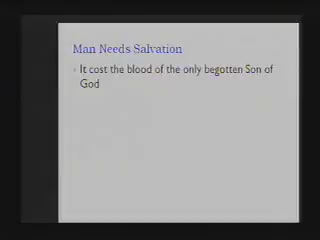 Man Needs Salvation
It cost the blood of the only begotten Son of
God